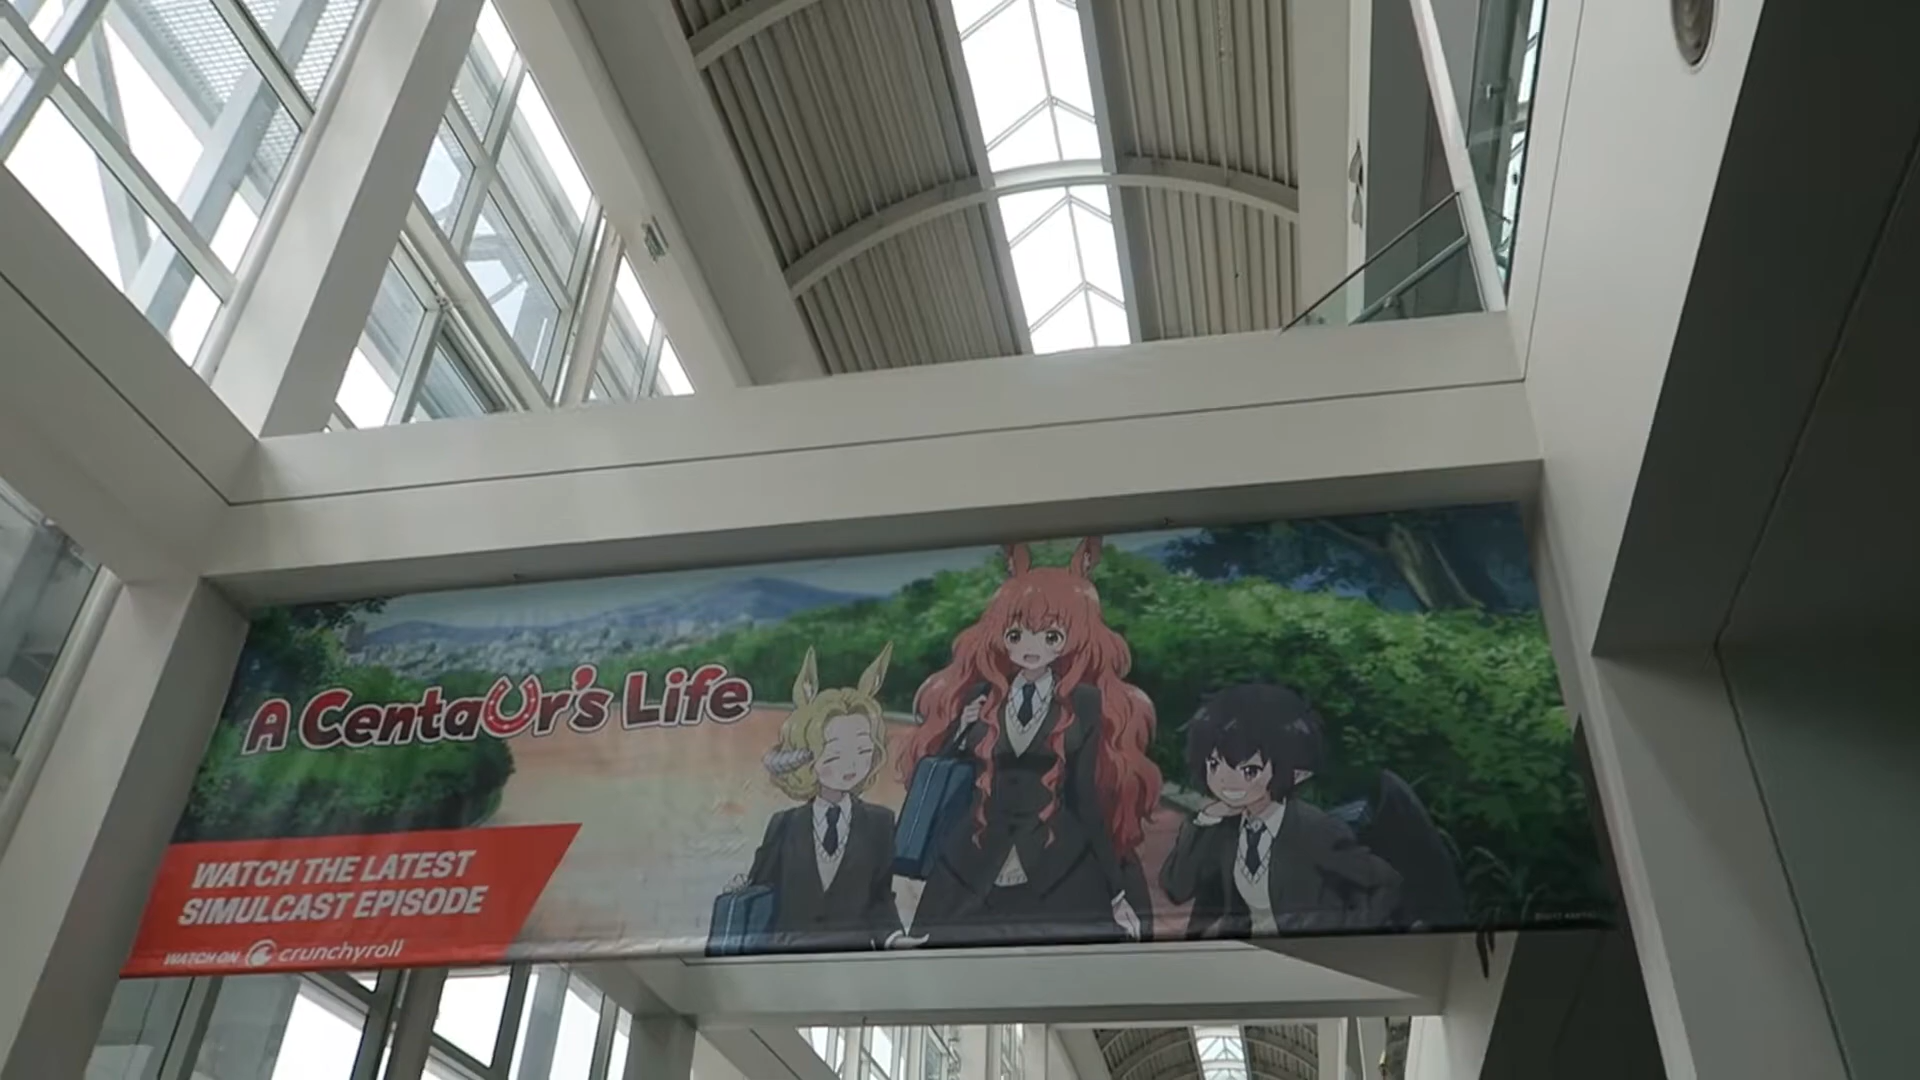 A Centaur's Life
WATCH THE LATEST
SIMULCAST EPISODE
WATCH ON crunchyroll